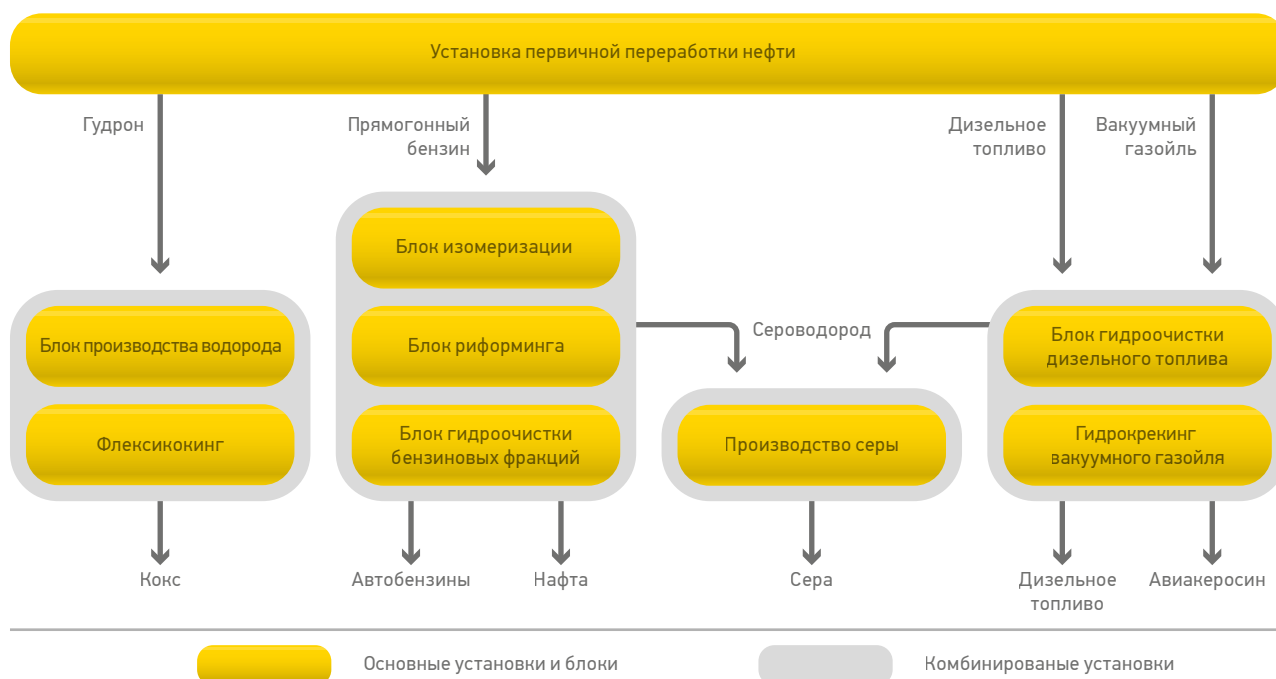 Установка первичной переработки нефти
Гудрон
Прямогонный
бензин
Дизельное
топливо
Вакуумный
газойль
Блок изомеризации
Блок производства водорода
Блок риформинга
Сероводород
Блок гидроочистки
дизельного топлива
Флексикокинг
Блок гидроочистки
бензиновых фракций
Производство серы
Гидрокрекинг
вакуумного газойля
Кокс
Автобензины
Нафта
Сера
Дизельное
топливо
Авиакеросин
Основные установки и блоки
Комбинированые установки